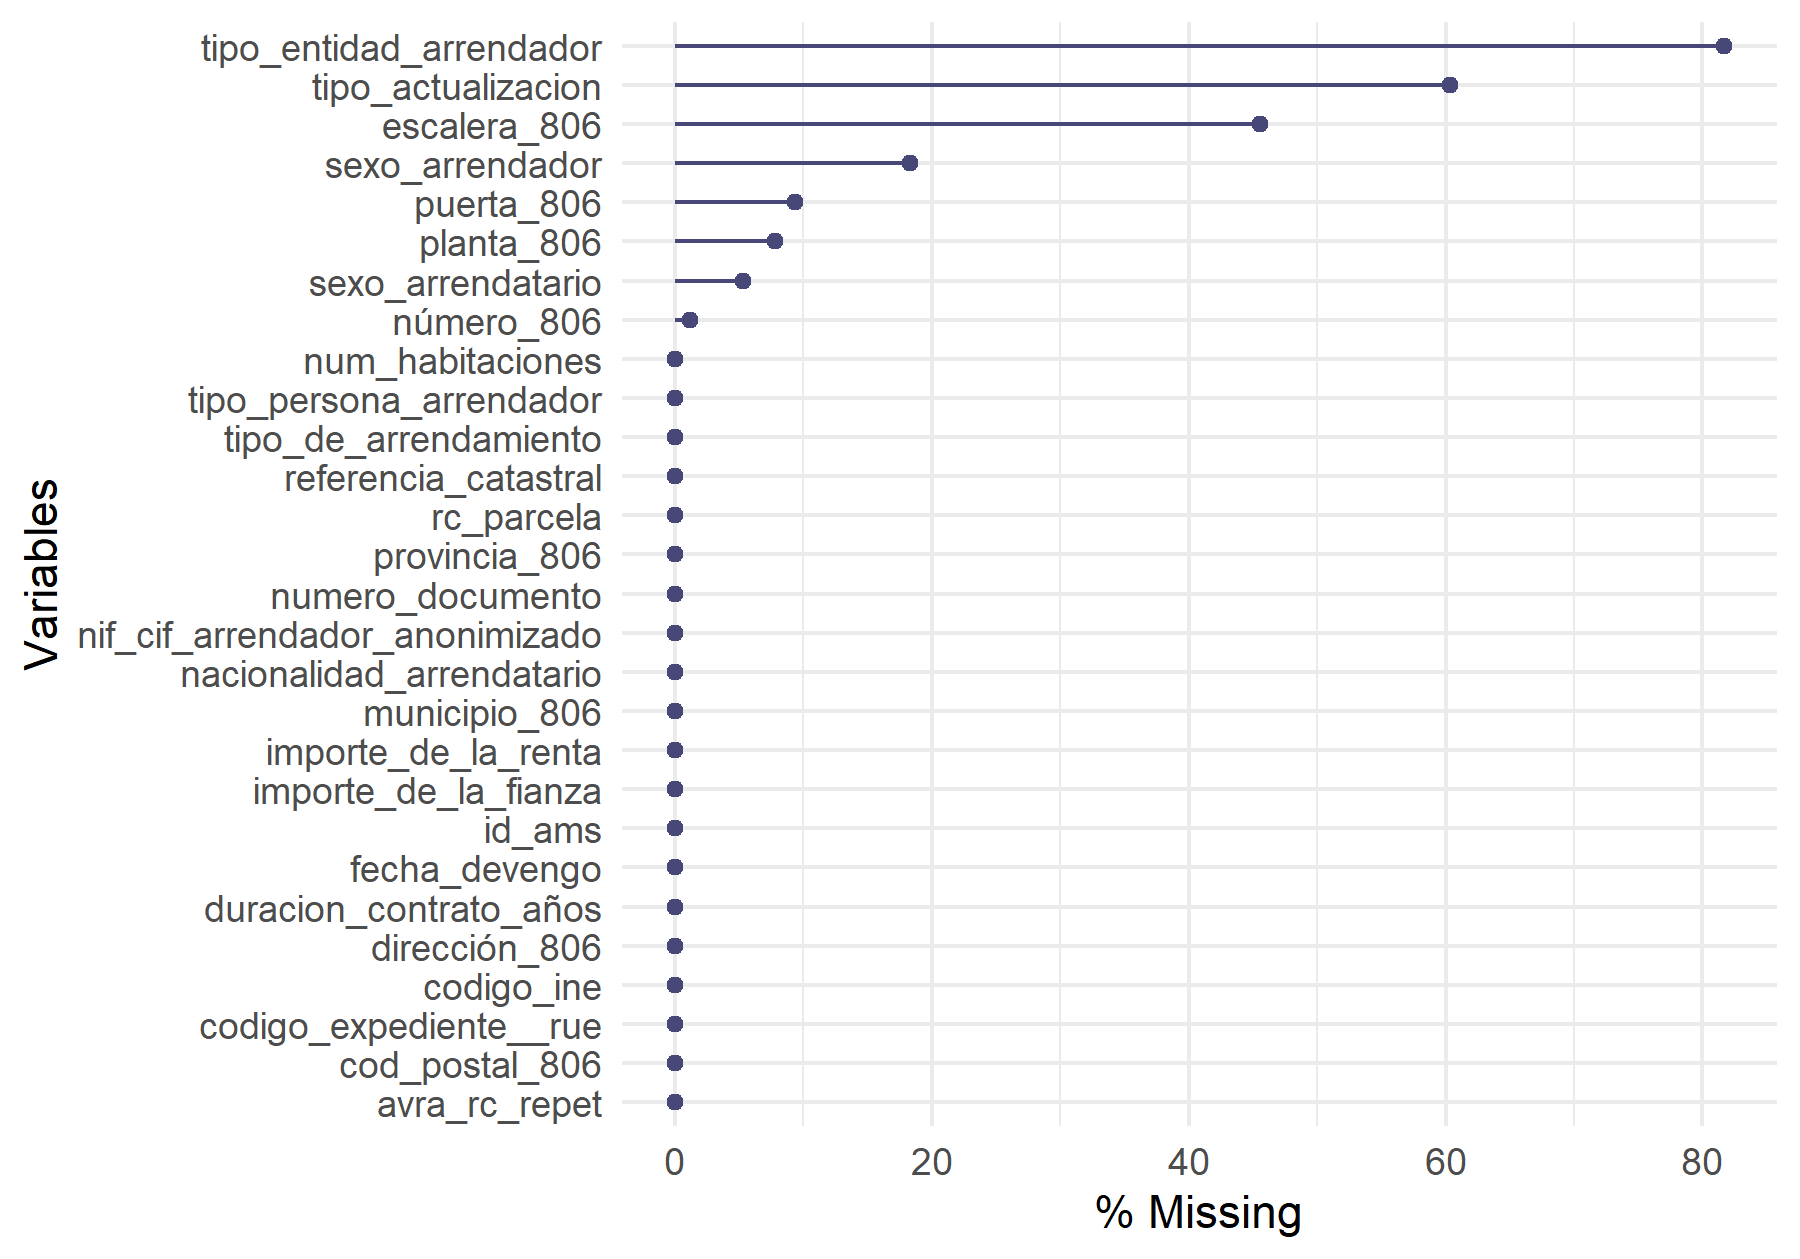 tipo_entidad_arrendador
tipo_actualizacion
escalera_806
sexo_arrendador
puerta_806
planta_806
sexo_arrendatario
número_806
num_habitaciones
tipo_persona_arrendador
tipo_de_arrendamiento
referencia_catastral
rc_parcela
provincia_806
numero_documento
nif_cif_arrendador_anonimizado
nacionalidad_arrendatario
municipio_806
importe_de_la_renta
importe_de_la_fianza
id_ams
fecha_devengo
duracion_contrato_años
dirección_806
codigo_ine
codigo_expediente__rue
cod_postal_806
avra_rc_repet
Variables
0 20 40 60 80
% Missing